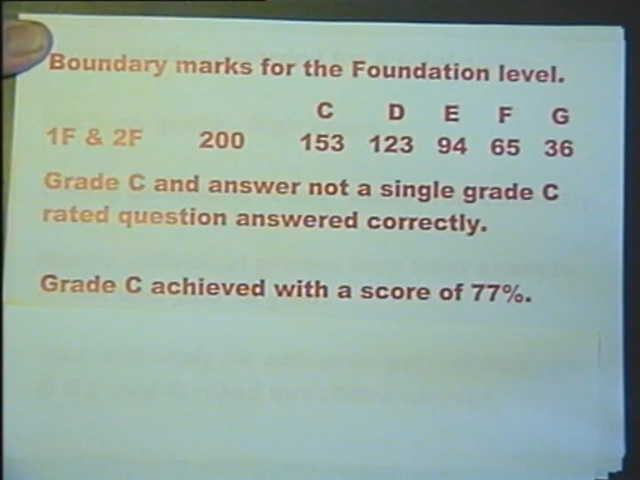 Boundary marks for the Foundation level.
C D E F G
1F & 2F 200 153 123 94 65 36
Grade C and answer not a single grade C
rated question answered correctly.
Grade C achieved with a score of 77%.